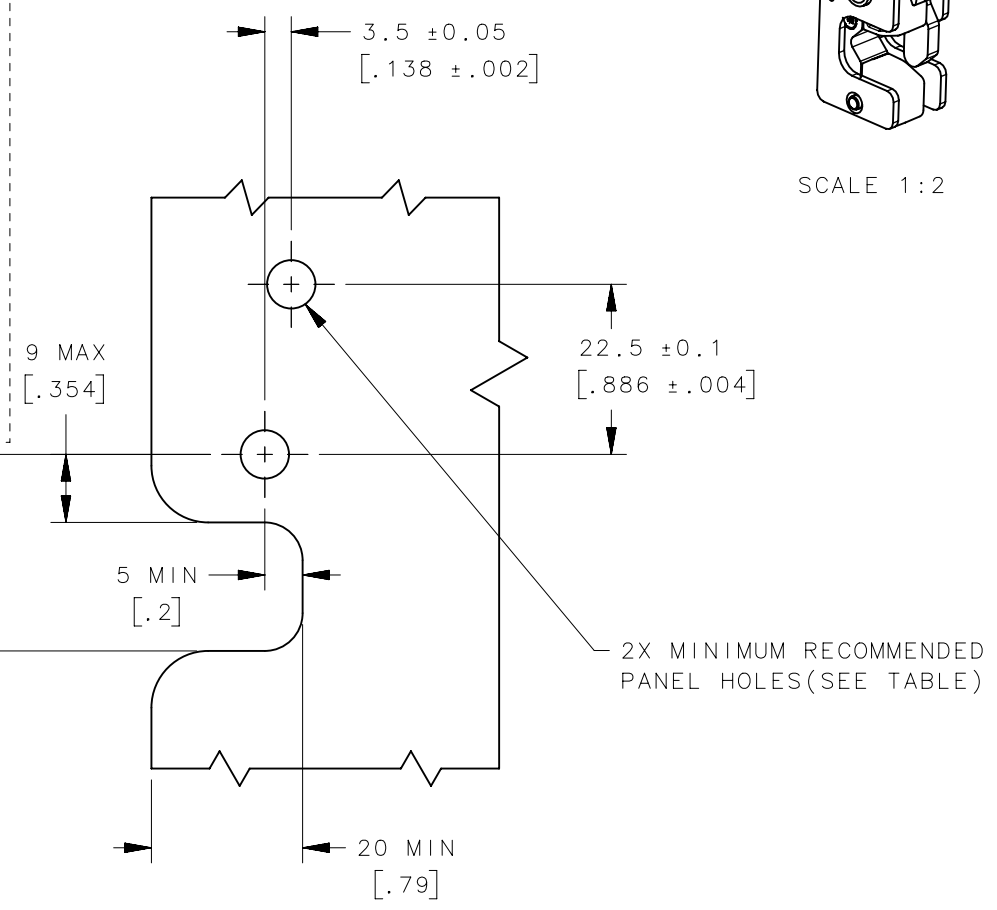 3.5 ±0.05
[.138 ±.002]
SCALE 1:2
9 MAX
[.354]
22.5 ±0.1
[.886 ±.004]
5 MIN
[.2]
2X MINIMUM RECOMMENDED
PANEL HOLES(SEE TABLE)
20 MIN
[.79]